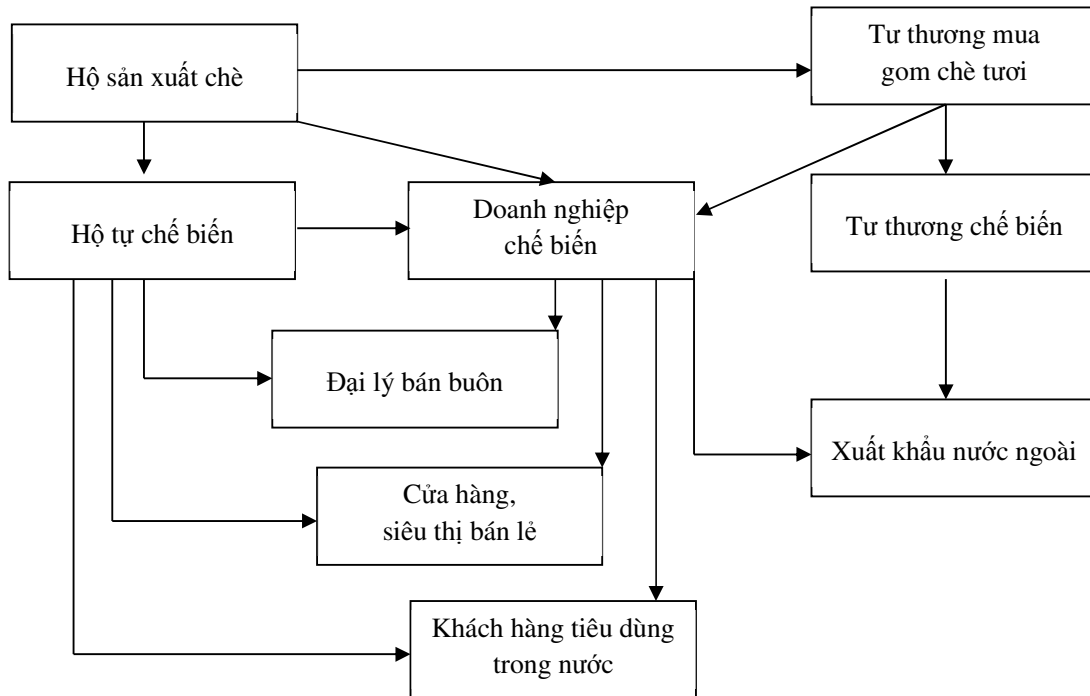 Hộ sản xuất chè
Tư thương mua
gom chè tươi
Hộ tự chế biến
Doanh nghiệp
chế biến
Tư thương chế biến
Đại lý bán buôn
Xuất khẩu nước ngoài
Cửa hàng,
siêu thị bán lẻ
Khách hàng tiêu dùng
trong nước